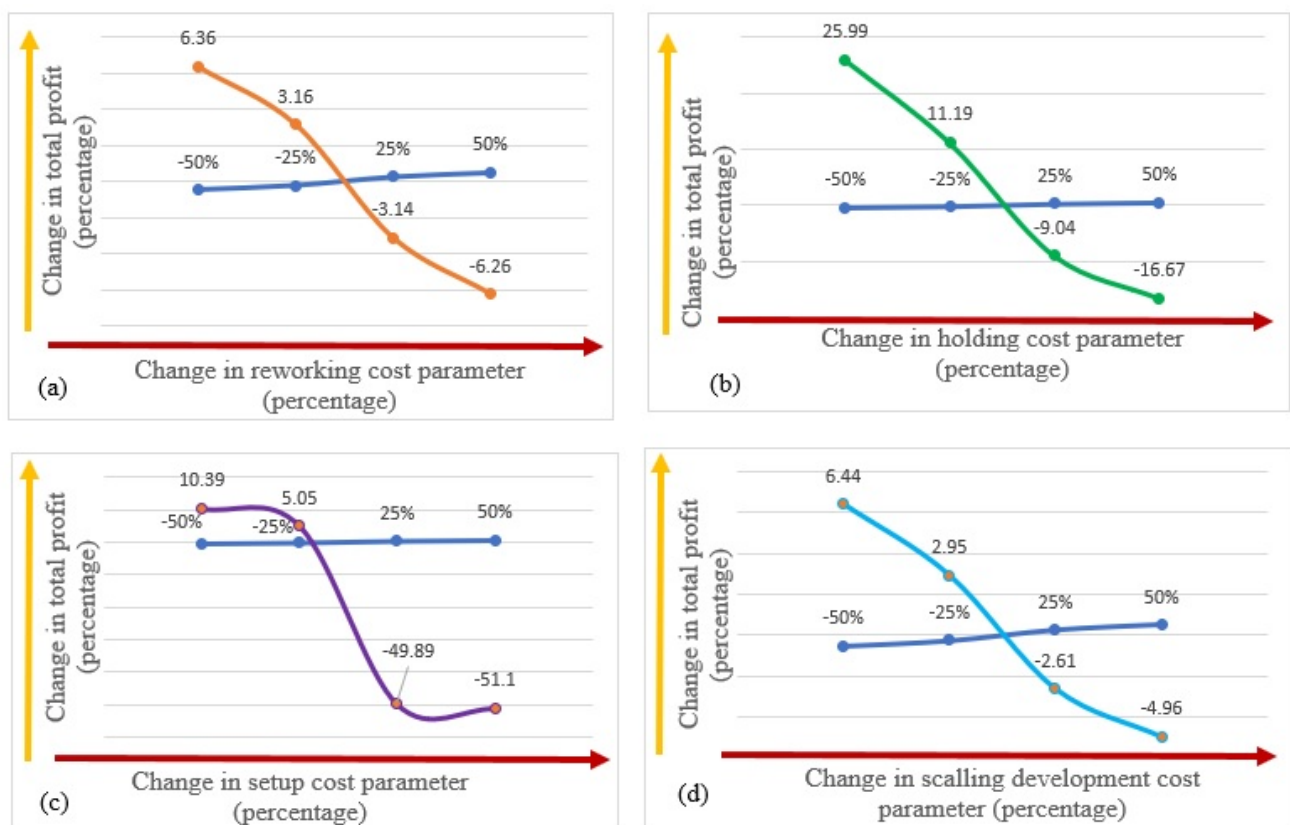 6.36
3.16
-50%
-25%
25%
50%
-3.14
-6.26
Change in total profit
(percentage)
Change in reworking cost parameter
(percentage)
(a)
25.99
11.19
-50%
-25%
25%
50%
-9.04
-16.67
Change in total profit
(percentage)
Change in holding cost parameter
(percentage)
(b)
10.39
5.05
-50%
-25%
25%
50%
-49.89
-51.1
Change in total profit
(percentage)
Change in setup cost parameter
(percentage)
(c)
6.44
2.95
-50%
-25%
25%
50%
-2.61
-4.96
Change in total profit
(percentage)
Change in scalling development cost
parameter (percentage)
(d)